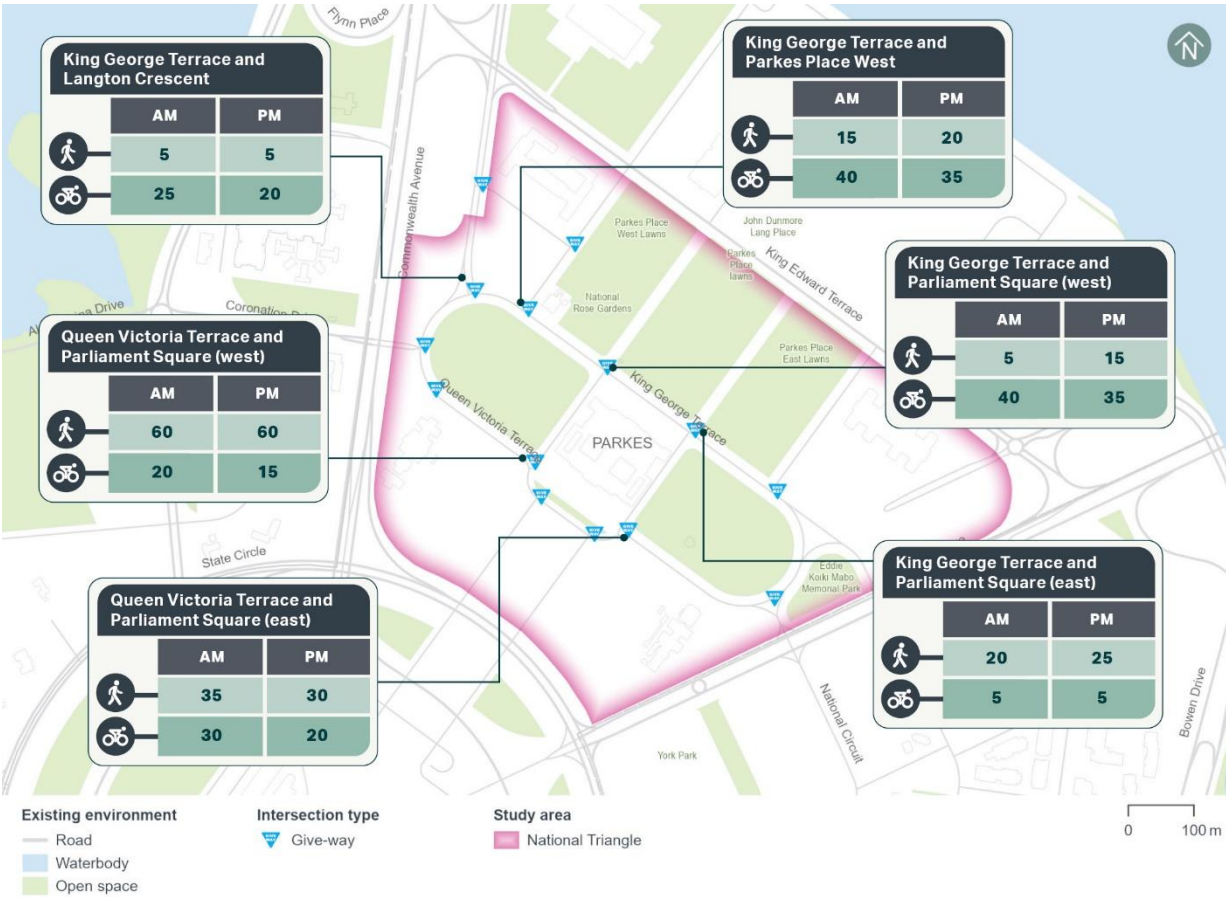 Flynn Place
N
King George Terrace and
Langton Crescent
AM PM
5 5
25 20
King George Terrace and
Parkes Place West
AM PM
15 20
40 35
Commonwealth Avenue
Parkes Place
West Lawns
John Dunmore
Lang Place
Parkes
Place
lawns
King Edward Terrace
King George Terrace and
Parliament Square (west)
AM PM
5 15
40 35
National
Rose Gardens
Drive
Coronation
Queen Victoria Terrace and
Parliament Square (west)
AM PM
60 60
20 15
Parkes Place
East Lawns
Queen Victoria Terrace
King George Terrace
PARKES
GIVE WAY
State Circle
Queen Victoria Terrace and
Parliament Square (east)
AM PM
35 30
30 20
Eddie
Koiki Mabo
Memorial Park
King George Terrace and
Parliament Square (east)
AM PM
20 25
5 5
National Circuit
Bowen Drive
York Park
Existing environment
Road
Waterbody
Open space
Intersection type
Give-way
Study area
National Triangle
0 100 m